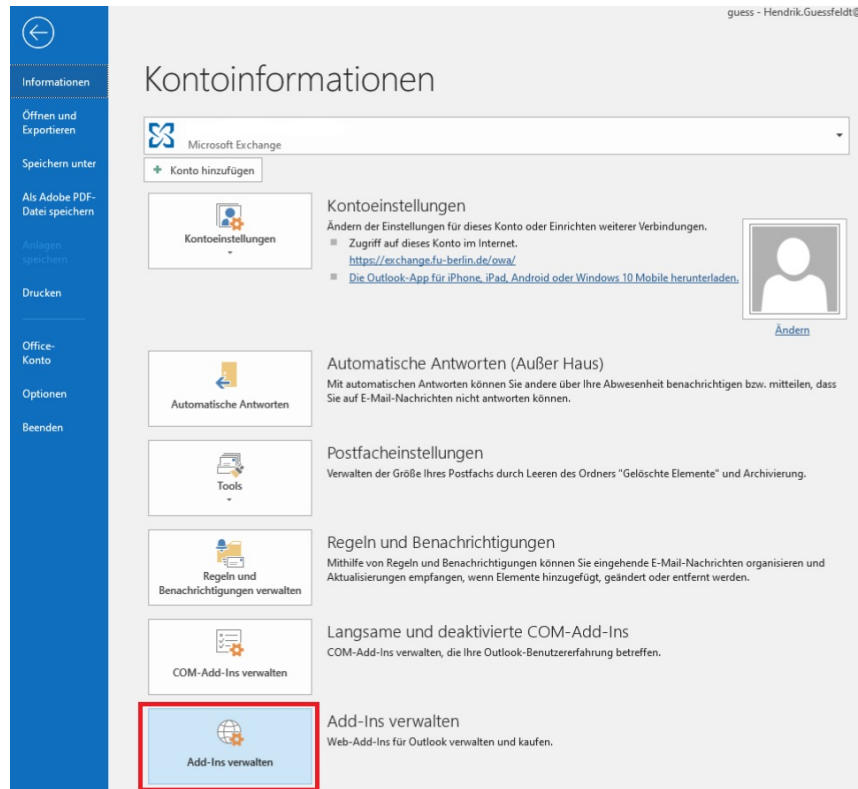 guess - Hendrik.Guessfeldt@
Informationen
Öffnen und
Exportieren
Speichern unter
Als Adobe PDF-
Datei speichern
Anlagen
speichern
Drucken
Office-
Konto
Optionen
Beenden
Kontoinformationen
Microsoft Exchange
Konto hinzufügen
Kontoeinstellungen
Kontoeinstellungen
Ändern der Einstellungen für dieses Konto oder Einrichten weiterer Verbindungen.
Zugriff auf dieses Konto im Internet.
https://exchange.fu-berlin.de/owa/
Die Outlook-App für iPhone, iPad, Android oder Windows 10 Mobile herunterladen.
Ändern
Automatische Antworten
Automatische Antworten (Außer Haus)
Mit automatischen Antworten können Sie andere über Ihre Abwesenheit benachrichtigen bzw. mitteilen, dass
Sie auf E-Mail-Nachrichten nicht antworten können.
Tools
Postfacheinstellungen
Verwalten der Größe Ihres Postfachs durch Leeren des Ordners "Gelöschte Elemente" und Archivierung.
Regeln und
Benachrichtigungen verwalten
Regeln und Benachrichtigungen
Mithilfe von Regeln und Benachrichtigungen können Sie eingehende E-Mail-Nachrichten organisieren und
Aktualisierungen empfangen, wenn Elemente hinzugefügt, geändert oder entfernt werden.
COM-Add-Ins verwalten
Langsame und deaktivierte COM-Add-Ins
COM-Add-Ins verwalten, die Ihre Outlook-Benutzererfahrung betreffen.
Add-Ins verwalten
Add-Ins verwalten
Web-Add-Ins für Outlook verwalten und kaufen.